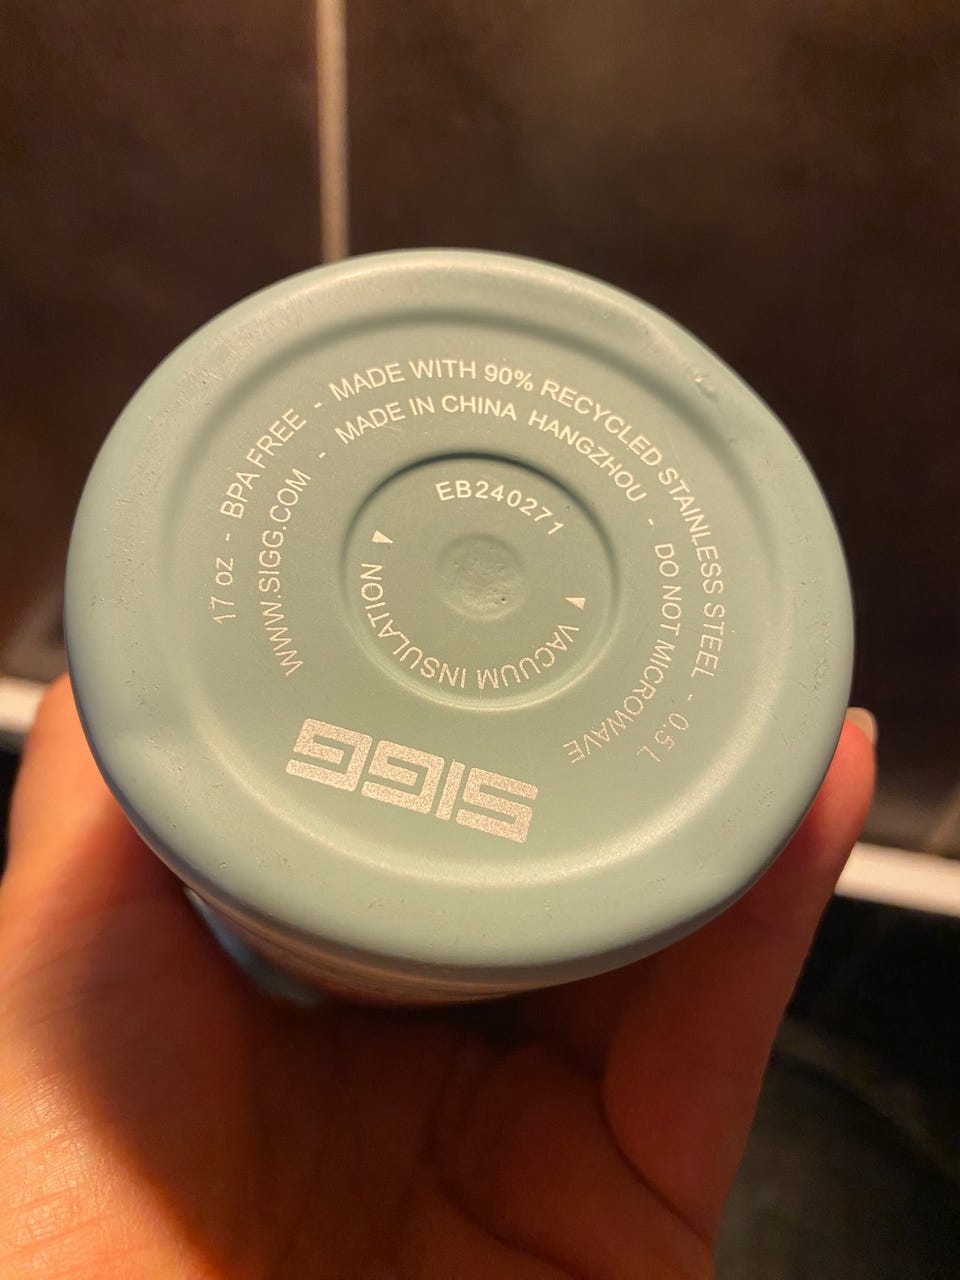 17 oz - BPA FREE - MADE WITH 90% RECYCLED STAINLESS STEEL - 0.5 L
WWW.SIGG.COM - MADE IN CHINA HANGZHOU - DO NOT MICROWAVE
EB240271
VACUUM INSULATION
SIGG